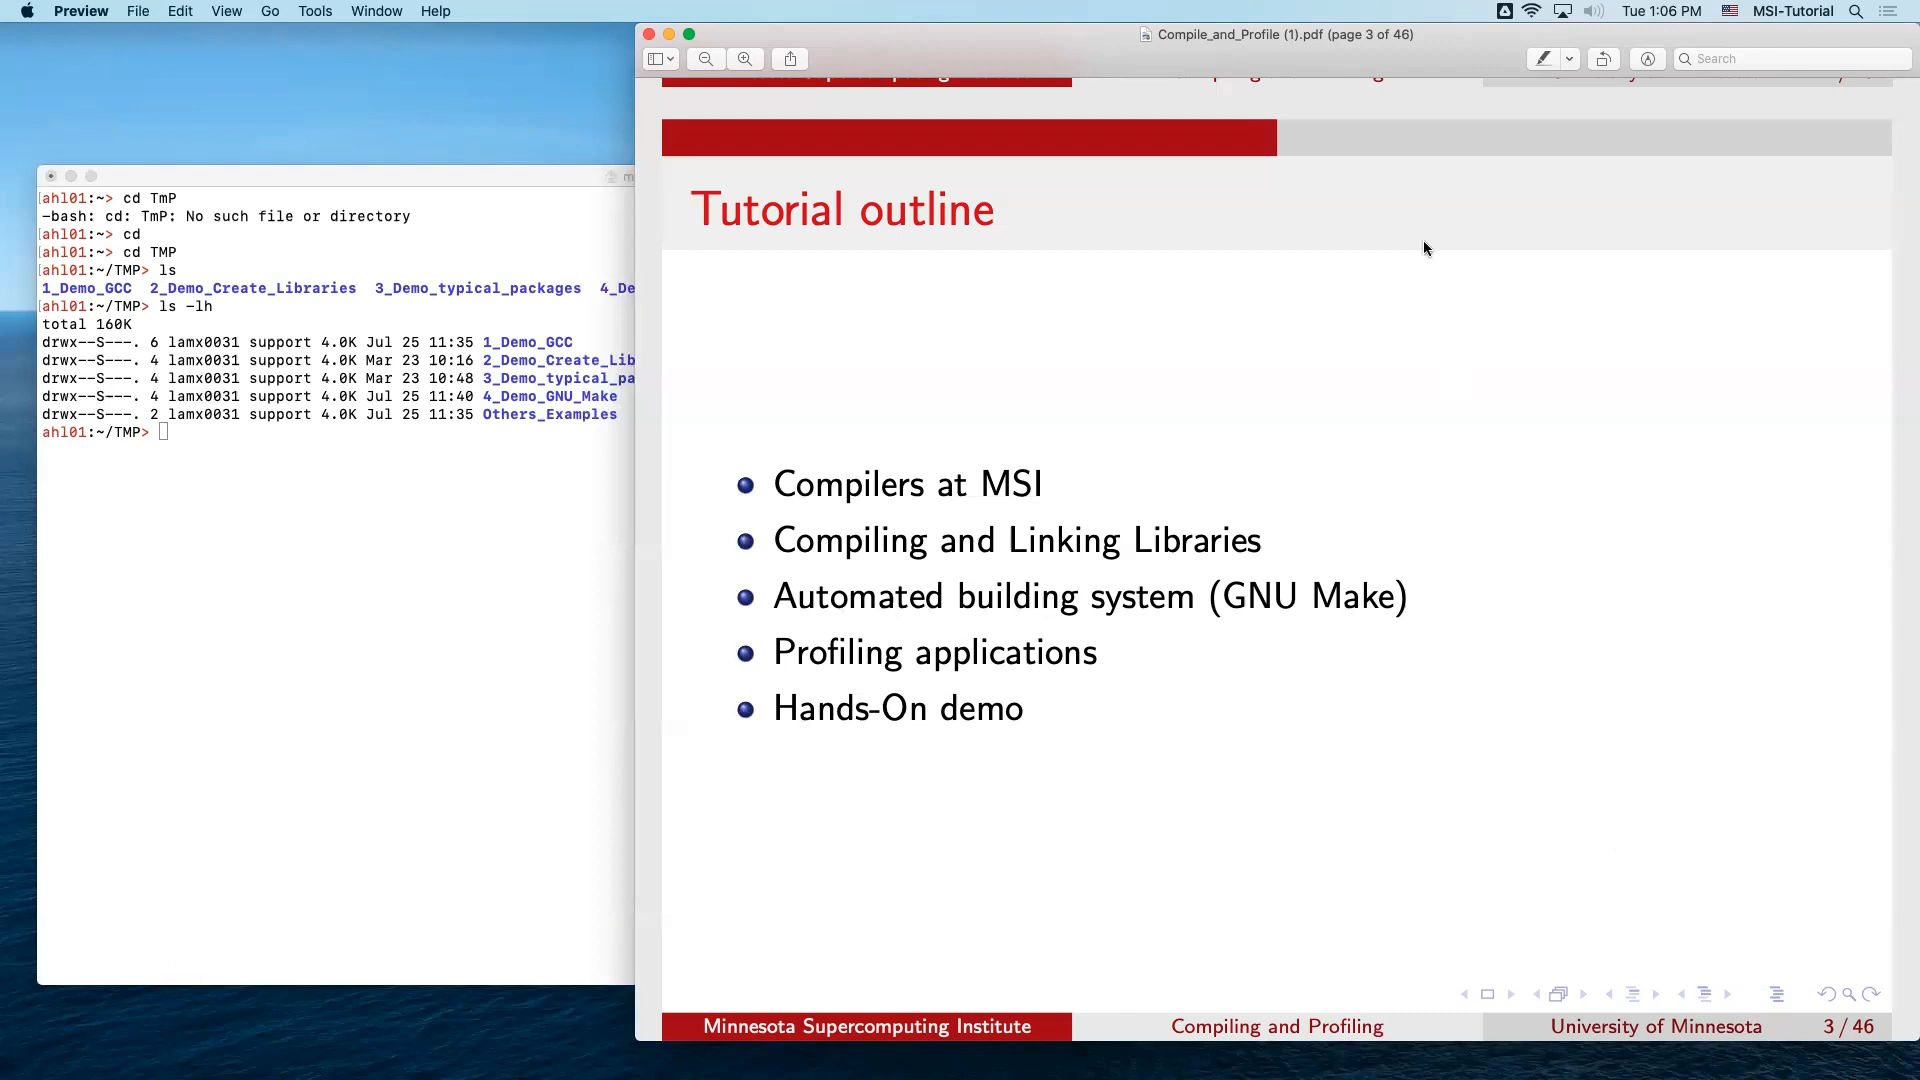 Preview File Edit View Go Tools Window Help
Tue 1:06 PM MSI-Tutorial
Compile_and_Profile (1).pdf (page 3 of 46)
Search
[ahl01:~> cd TmP
-bash: cd: TmP: No such file or directory
[ahl01:~> cd
[ahl01:~> cd TMP
[ahl01:~/TMP> ls
1_Demo_GCC 2_Demo_Create_Libraries 3_Demo_typical_packages 4_De
[ahl01:~/TMP> ls -lh
total 160K
drwx--S---. 6 lamx0031 support 4.0K Jul 25 11:35 1_Demo_GCC
drwx--S---. 4 lamx0031 support 4.0K Mar 23 10:16 2_Demo_Create_Lib
drwx--S---. 4 lamx0031 support 4.0K Mar 23 10:48 3_Demo_typical_pa
drwx--S---. 4 lamx0031 support 4.0K Jul 25 11:40 4_Demo_GNU_Make
drwx--S---. 2 lamx0031 support 4.0K Jul 25 11:35 Others_Examples
ahl01:~/TMP>
Tutorial outline
Compilers at MSI
Compiling and Linking Libraries
Automated building system (GNU Make)
Profiling applications
Hands-On demo
Minnesota Supercomputing Institute Compiling and Profiling University of Minnesota 3 / 46